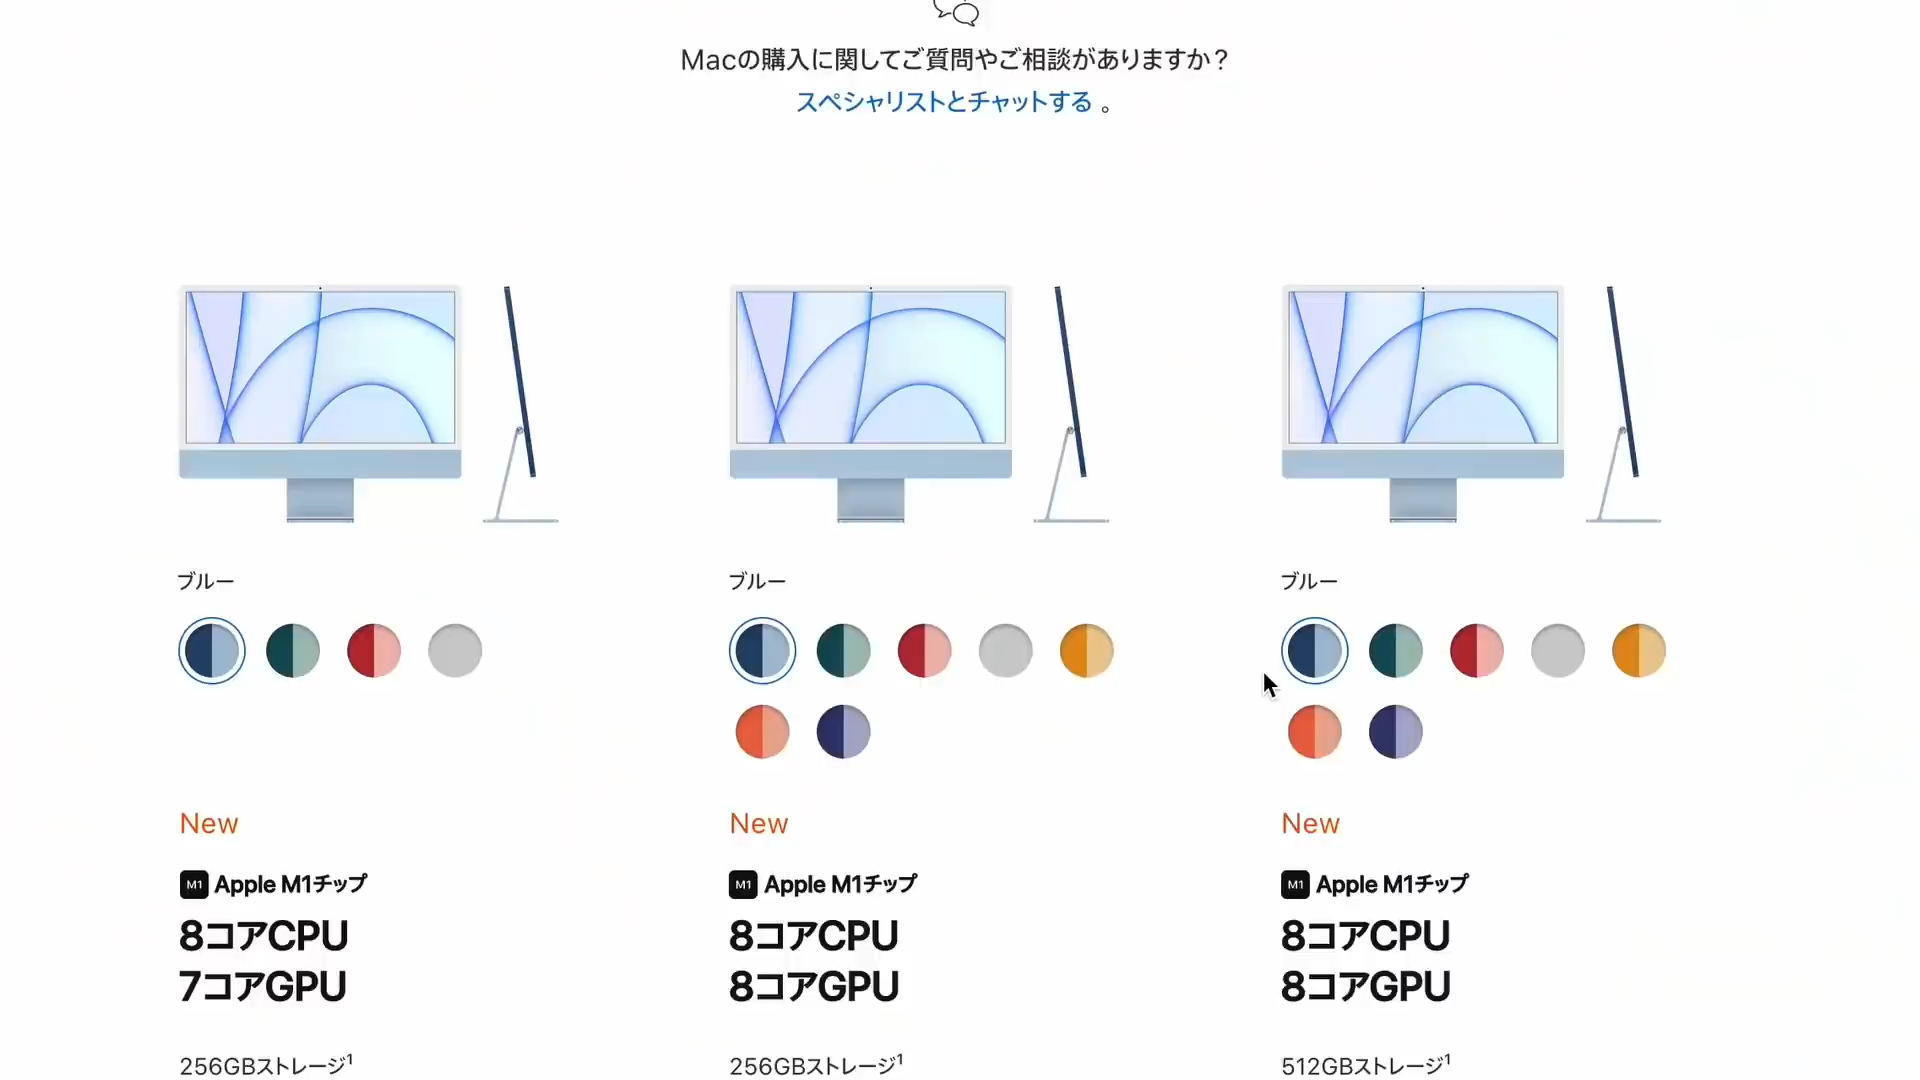 Macの購入に関してご質問やご相談がありますか？
スペシャリストとチャットする 。
ブルー
New
M1 Apple M1チップ
8コアCPU
7コアGPU
256GBストレージ¹
ブルー
New
M1 Apple M1チップ
8コアCPU
8コアGPU
256GBストレージ¹
ブルー
New
M1 Apple M1チップ
8コアCPU
8コアGPU
512GBストレージ¹